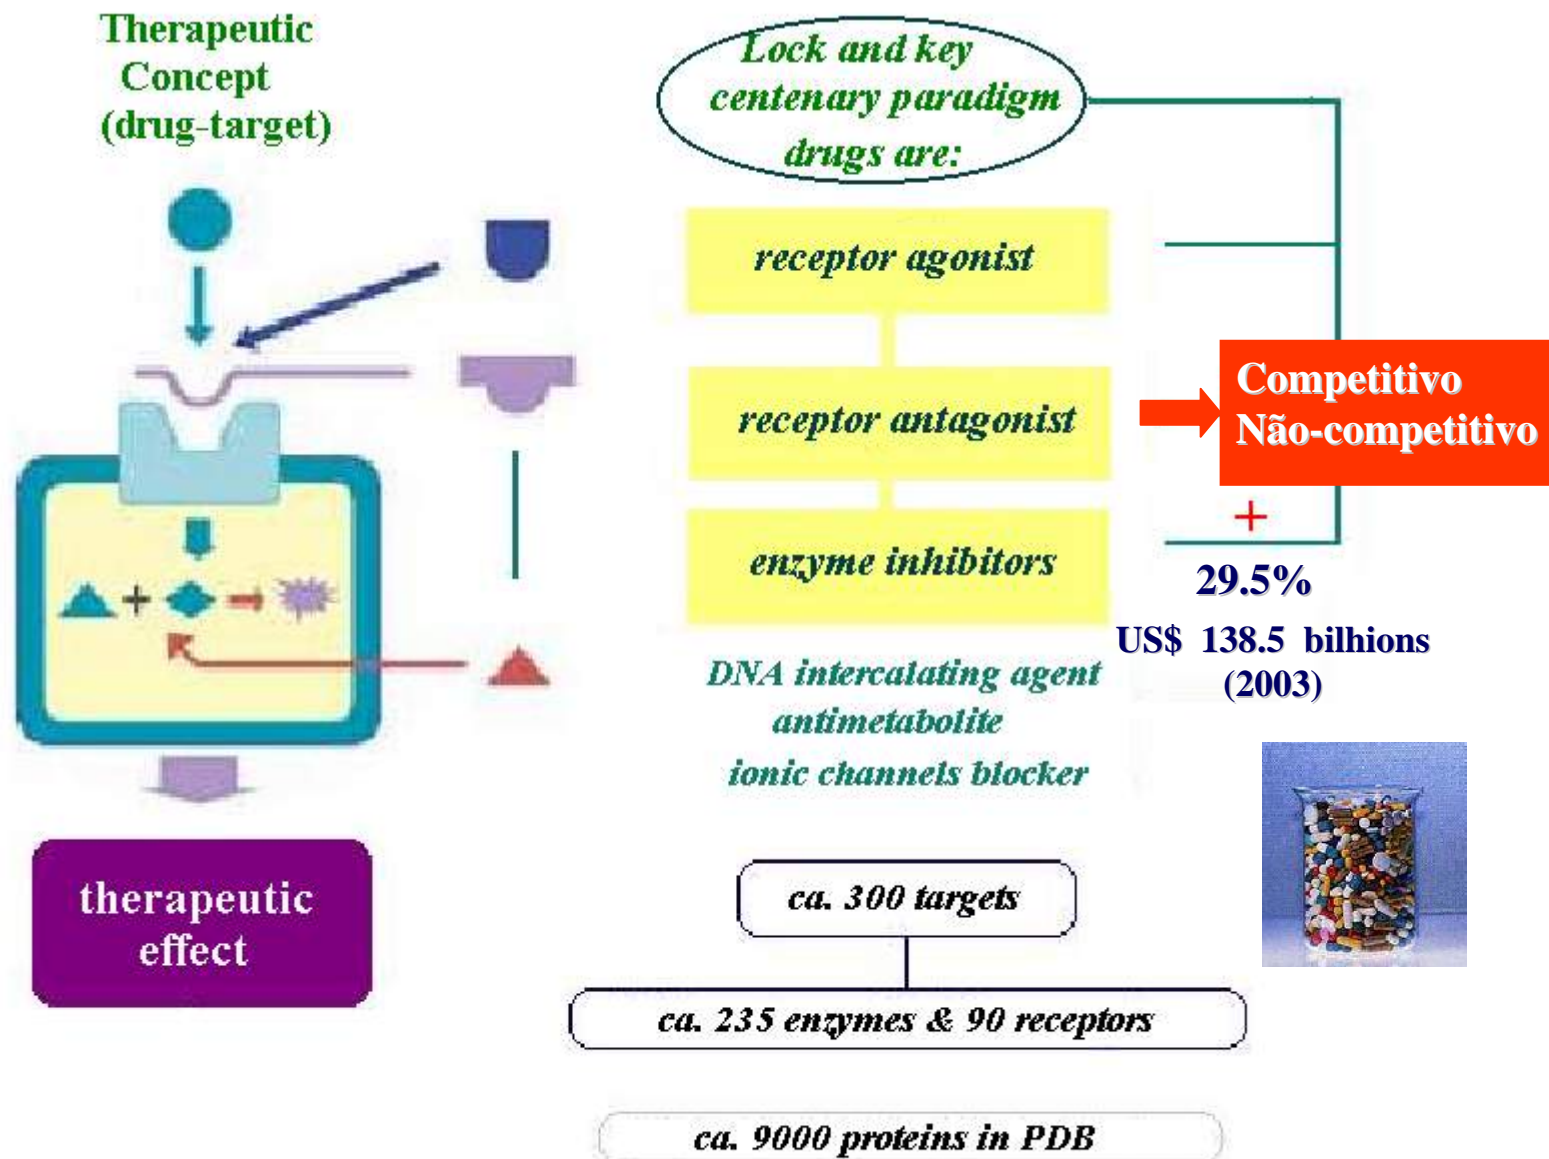 Therapeutic
Concept
(drug-target)
Lock and key
centenary paradigm
drugs are:
receptor agonist
receptor antagonist
enzyme inhibitors
Competitivo
Não-competitivo
+
29.5%
US$ 138.5 bilhions
(2003)
DNA intercalating agent
antimetabolite
ionic channels blocker
+
therapeutic
effect
ca. 300 targets
ca. 235 enzymes & 90 receptors
ca. 9000 proteins in PDB